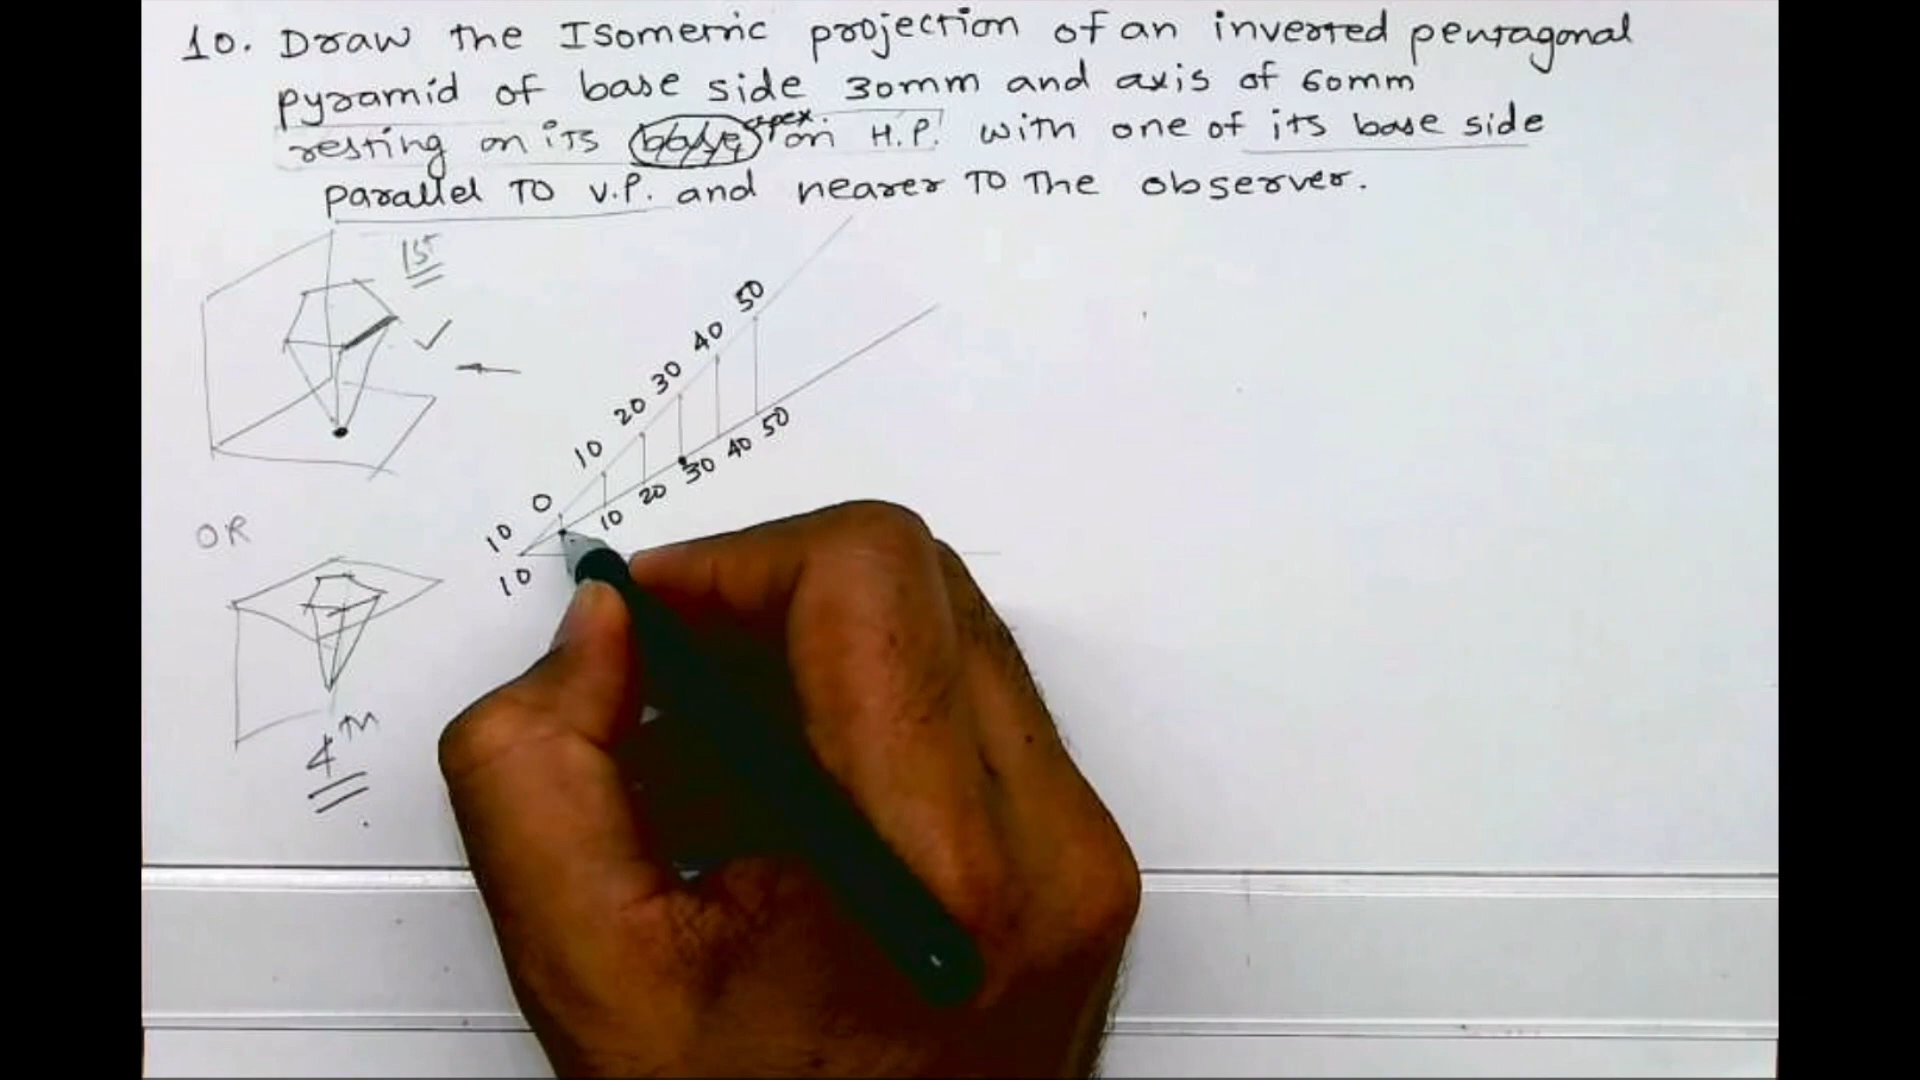 10. Draw the Isometric projection of an inverted pentagonal
pyramid of base side 30mm and axis of 60mm
apex.
resting on its base on H.P. with one of its base side
parallel to V.P. and nearer to the observer.
1st
50
40
30
20
10
0
10
50
40
30
20
10
10
OR
4th